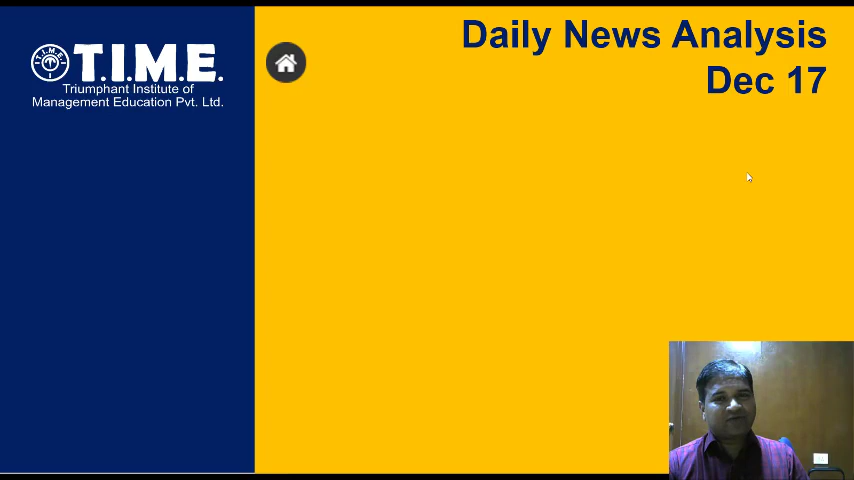 T.I.M.E.
Triumphant Institute of
Management Education Pvt. Ltd.
Daily News Analysis
Dec 17